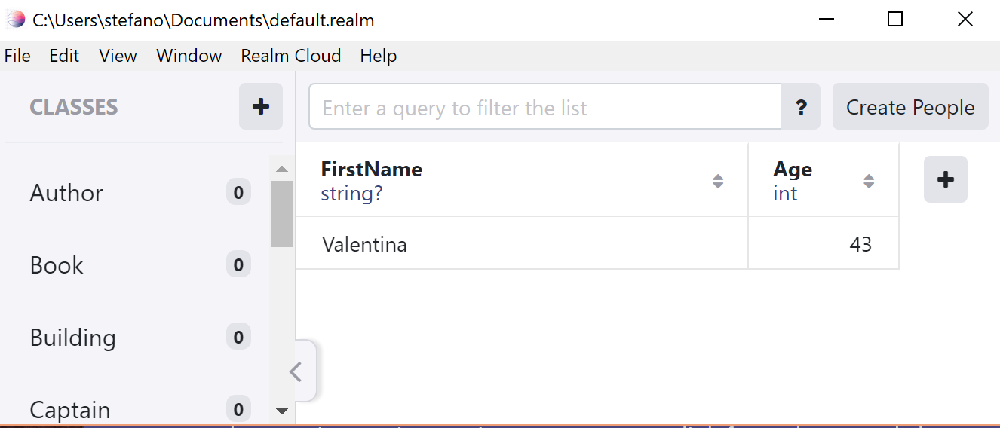 C:\Users\stefano\Documents\default.realm
File Edit View Window Realm Cloud Help
CLASSES
Enter a query to filter the list ? Create People
FirstName Age
string? int
Valentina 43
Author 0
Book 0
Building 0
Captain 0